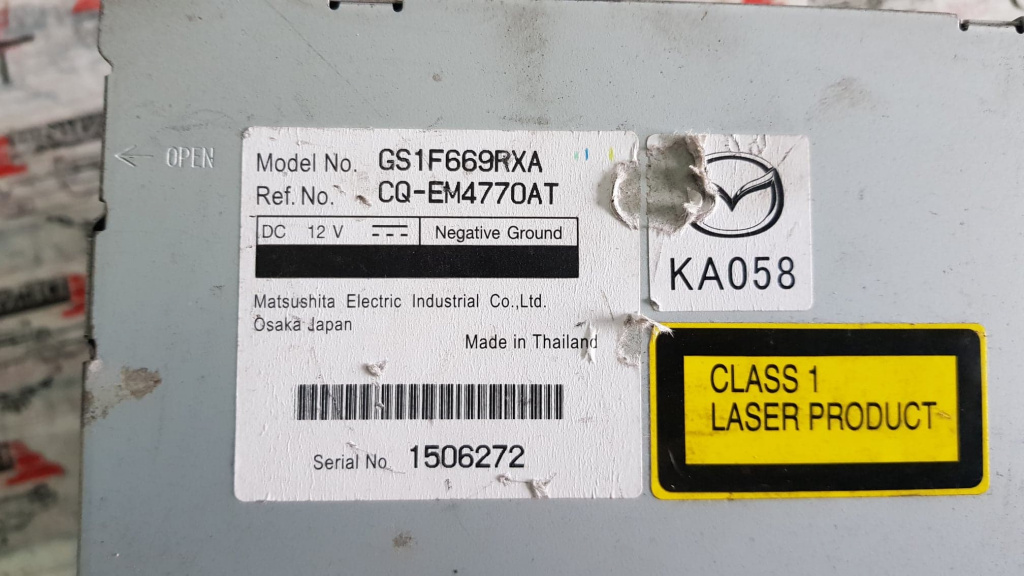 OPEN
Model No. GS1F669RXA
Ref. No. CQ-EM4770AT
DC 12 V Negative Ground
Matsushita Electric Industrial Co.,Ltd.
Osaka Japan
Made in Thailand
Serial No 1506272
KA058
CLASS 1
LASER PRODUCT